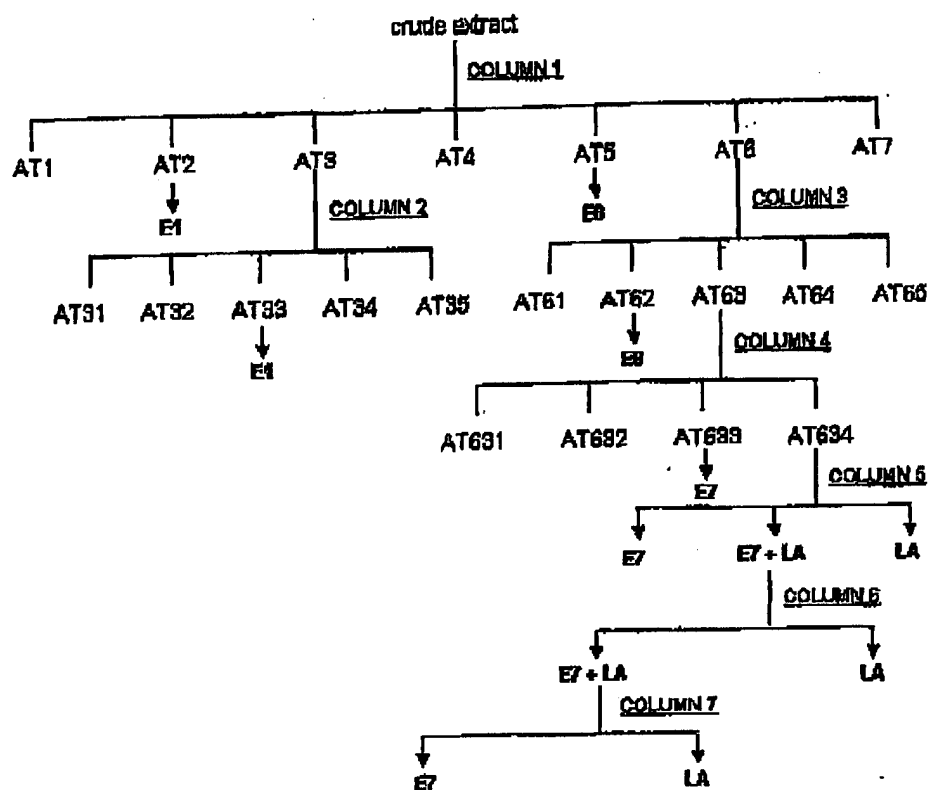 crude extract
COLUMN 1
AT1 AT2 AT3 AT4 AT5 AT6 AT7
E1 COLUMN 2 COLUMN 3
AT31 AT32 AT33 AT34 AT35 AT61 AT62 AT63 AT64 AT65
E1 COLUMN 4
AT631 AT632 AT633 AT634
E7 COLUMN 5
E7 E7 + LA LA
COLUMN 6
E7 + LA LA
COLUMN 7
E7 LA